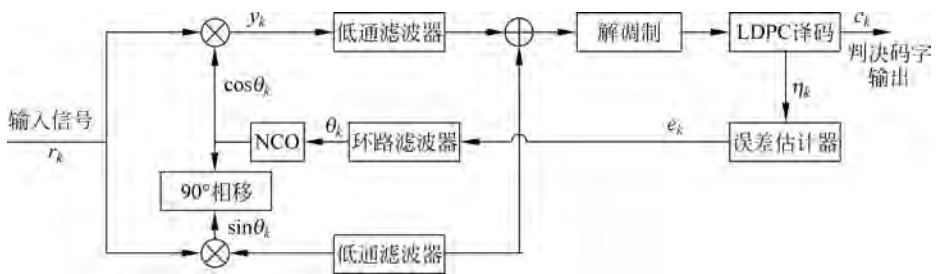 y_k
低通滤波器
解调制
LDPC译码
c_k
判决码字
输出
cosθ_k
η_k
输入信号
r_k
NCO
θ_k
环路滤波器
e_k
误差估计器
90°相移
sinθ_k
低通滤波器